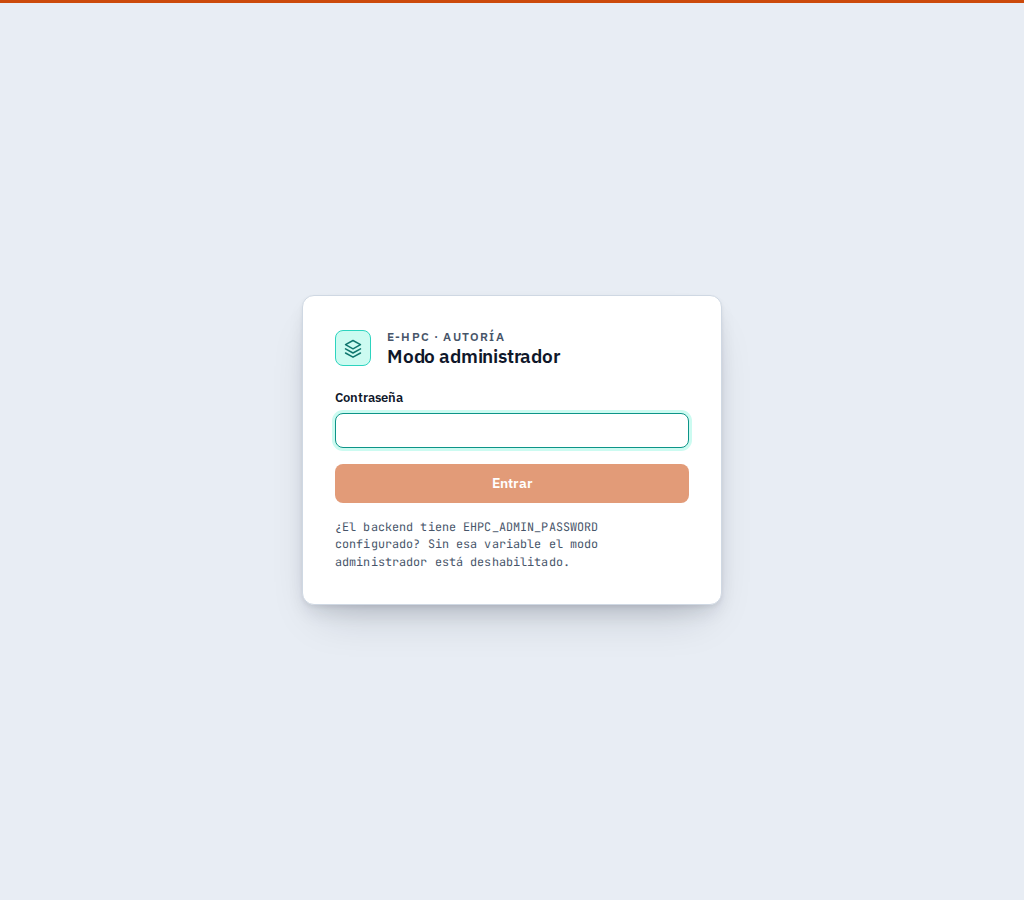 E-HPC · AUTORÍA
Modo administrador
Contraseña
Entrar
¿El backend tiene EHPC_ADMIN_PASSWORD
configurado? Sin esa variable el modo
administrador está deshabilitado.